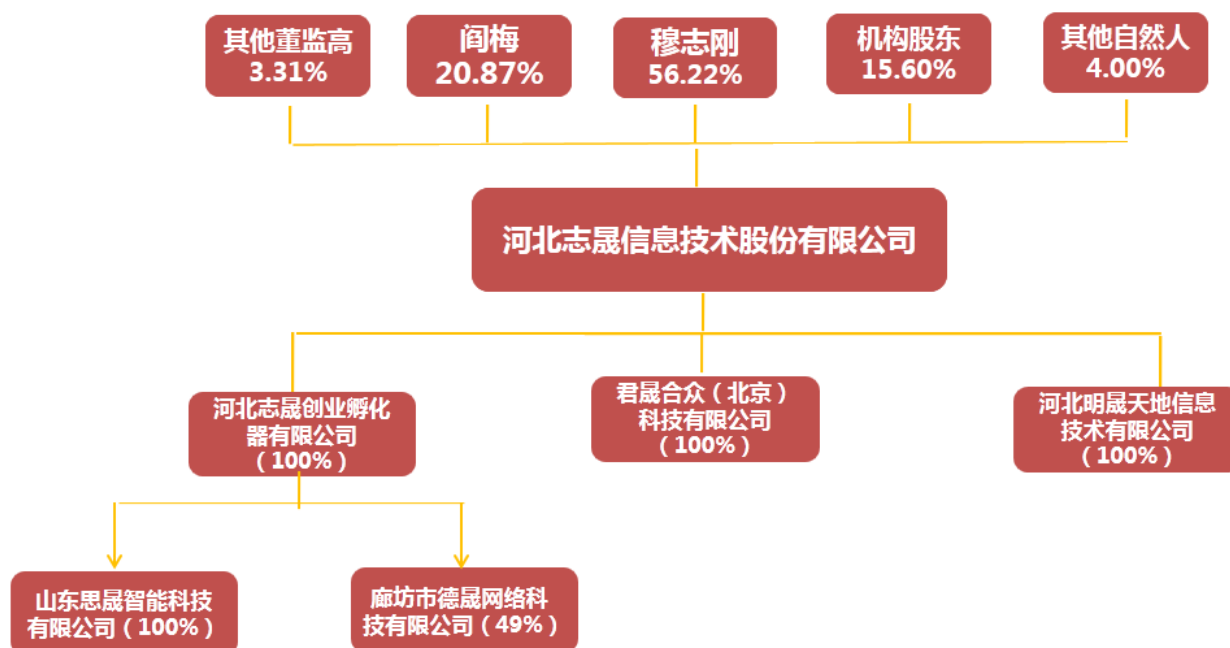 其他董监高
3.31%
阎梅
20.87%
穆志刚
56.22%
机构股东
15.60%
其他自然人
4.00%
河北志晟信息技术股份有限公司
河北志晟创业孵化
器有限公司
（100%）
君晟合众（北京）
科技有限公司
（100%）
河北明晟天地信息
技术有限公司
（100%）
山东思晟智能科技
有限公司（100%）
廊坊市德晟网络科
技有限公司（49%）